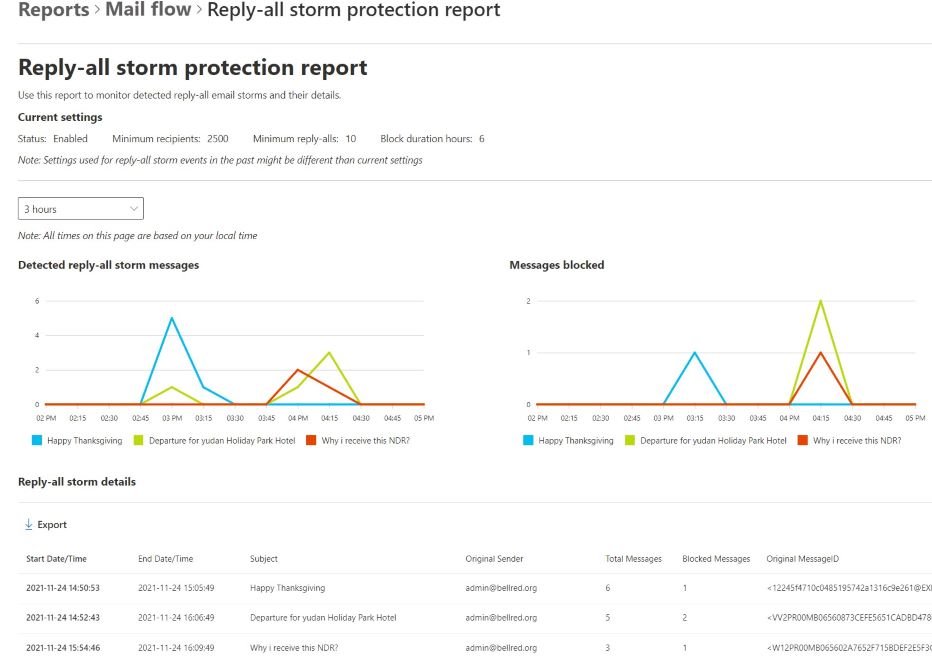 Reports > Mail flow > Reply-all storm protection report
Reply-all storm protection report
Use this report to monitor detected reply-all email storms and their details.
Current settings
Status: Enabled Minimum recipients: 2500 Minimum reply-alls: 10 Block duration hours: 6
Note: Settings used for reply-all storm events in the past might be different than current settings
3 hours
Note: All times on this page are based on your local time
Detected reply-all storm messages
6
4
2
0
02 PM 02:15 02:30 02:45 03 PM 03:15 03:30 03:45 04 PM 04:15 04:30 04:45 05 PM
Happy Thanksgiving Departure for yudan Holiday Park Hotel Why i receive this NDR?
Messages blocked
2
1
0
02 PM 02:15 02:30 02:45 03 PM 03:15 03:30 03:45 04 PM 04:15 04:30 04:45 05 PM
Happy Thanksgiving Departure for yudan Holiday Park Hotel Why i receive this NDR?
Reply-all storm details
Export
Start Date/Time End Date/Time Subject Original Sender Total Messages Blocked Messages Original MessageID
2021-11-24 14:50:53 2021-11-24 15:05:49 Happy Thanksgiving admin@bellred.org 6 1 <12245f4710c0485195742a1316c9e261@EX
2021-11-24 14:52:43 2021-11-24 16:06:49 Departure for yudan Holiday Park Hotel admin@bellred.org 5 2 <VV2PR00MB06560873CEFE5651CADBD478
2021-11-24 15:54:46 2021-11-24 16:09:49 Why i receive this NDR? admin@bellred.org 3 1 <W12PR00MB065602A7652F715BDEF2E5F3